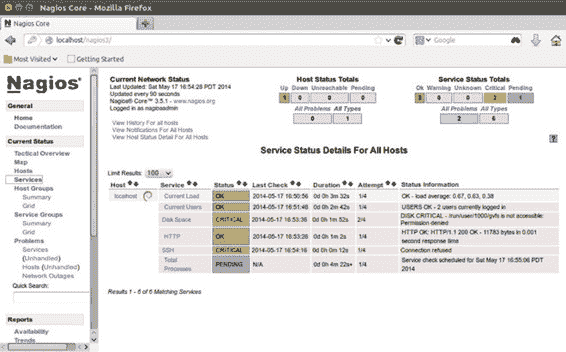 Nagios Core - Mozilla Firefox
Nagios Core
localhost/nagios3/
Google
Most Visited
Getting Started
Nagios®
General
Home
Documentation
Current Status
Tactical Overview
Map
Hosts
Services
Host Groups
Summary
Grid
Service Groups
Summary
Grid
Problems
Services
(Unhandled)
Hosts (Unhandled)
Network Outages
Quick Search:
Reports
Availability
Trends
Current Network Status
Last Updated: Sat May 17 16:54:28 PDT 2014
Updated every 90 seconds
Nagios® Core™ 3.5.1 - www.nagios.org
Logged in as nagiosadmin
View History For all hosts
View Notifications For All Hosts
View Host Status Detail For All Hosts
Host Status Totals
Up Down Unreachable Pending
1 0 0 0
All Problems All Types
0 1
Service Status Totals
Ok Warning Unknown Critical Pending
3 0 0 2 1
All Problems All Types
2 6
Service Status Details For All Hosts
Limit Results: 100
Host Service Status Last Check Duration Attempt Status Information
localhost Current Load OK 2014-05-17 16:50:56 0d 0h 3m 32s 1/4 OK - load average: 0.67, 0.63, 0.38
Current Users OK 2014-05-17 16:51:46 0d 0h 2m 42s 1/4 USERS OK - 2 users currently logged in
Disk Space CRITICAL 2014-05-17 16:53:36 0d 0h 1m 52s 2/4 DISK CRITICAL - /run/user/1000/gvfs is not accessible:
Permission denied
HTTP OK 2014-05-17 16:53:26 0d 0h 1m 2s 1/4 HTTP OK: HTTP/1.1 200 OK - 11783 bytes in 0.001
second response time
SSH CRITICAL 2014-05-17 16:54:16 0d 0h 0m 12s 1/4 Connection refused
Total
Processes PENDING N/A 0d 0h 4m 22s+ 1/4 Service check scheduled for Sat May 17 16:55:06 PDT
2014
Results 1 - 6 of 6 Matching Services